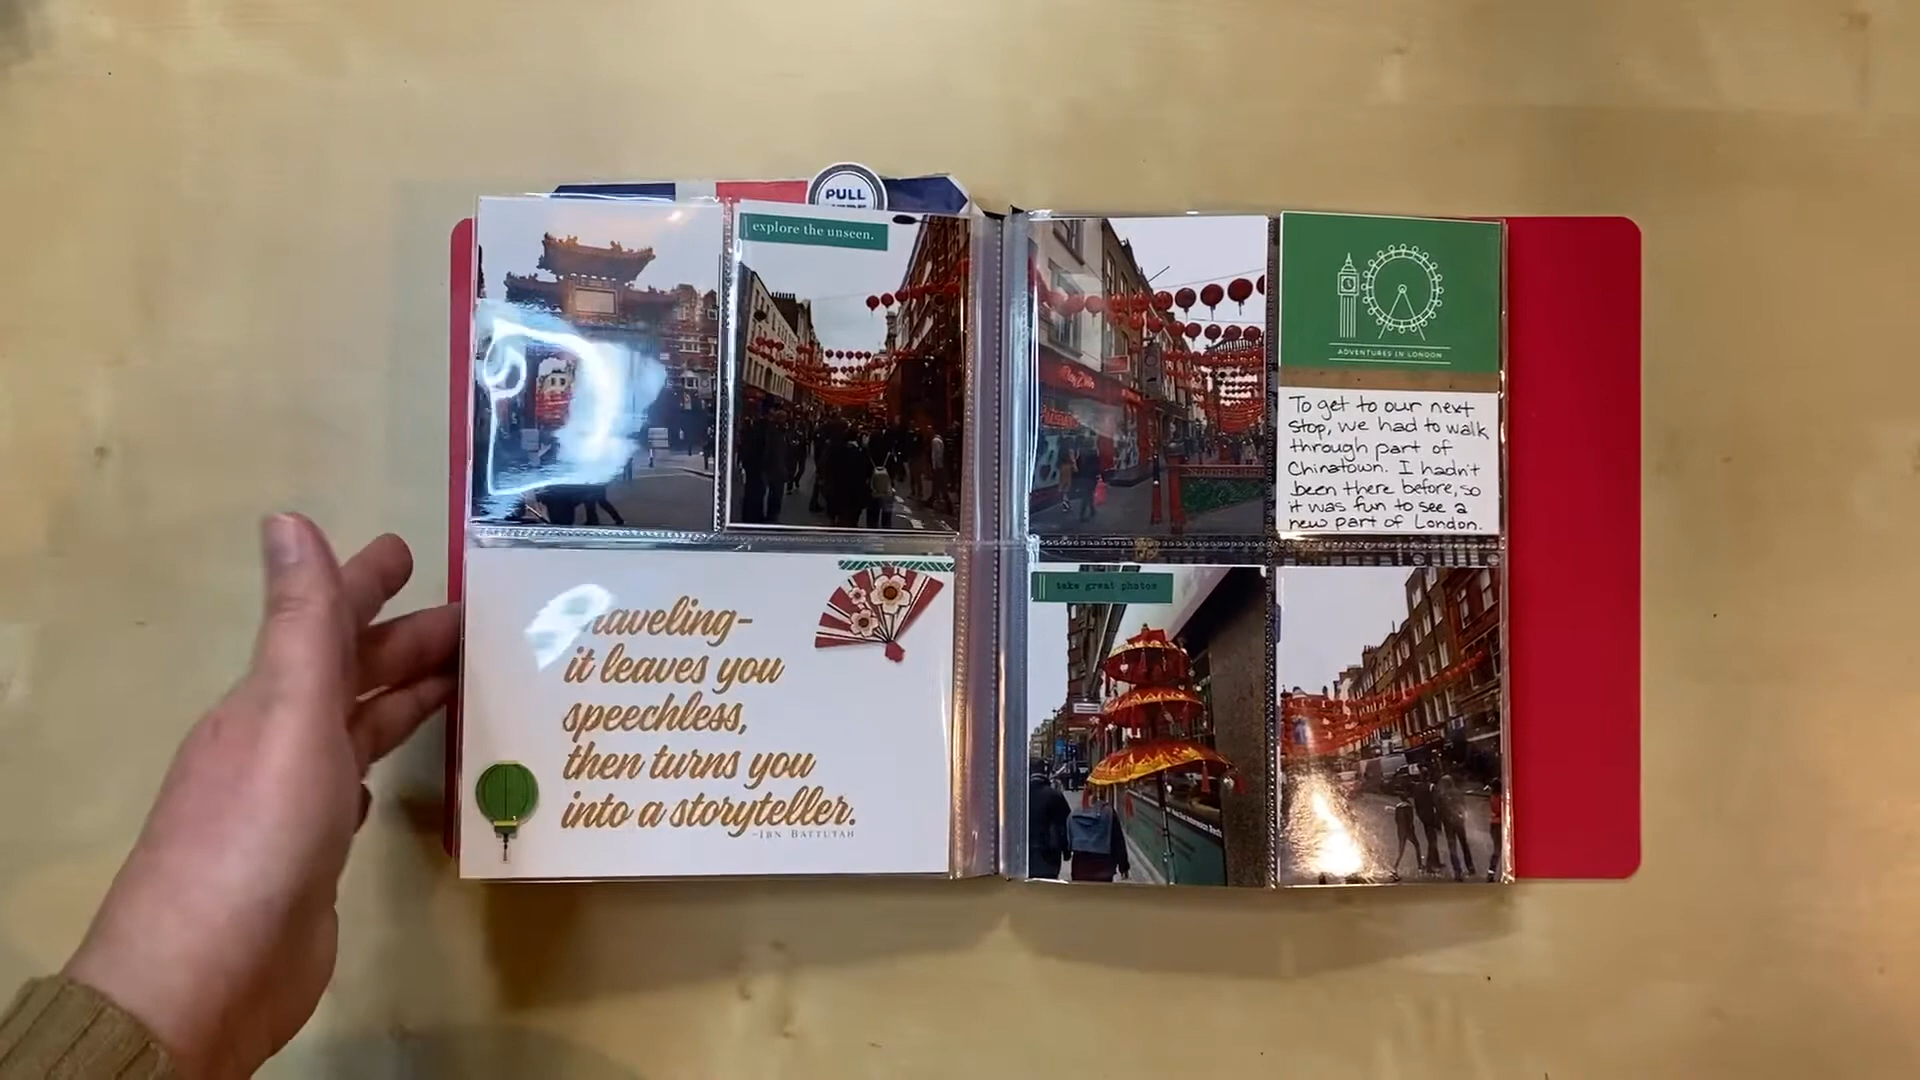 PULL
explore the unseen.
ADVENTURES IN LONDON
To get to our next
stop, we had to walk
through part of
Chinatown. I hadn't
been there before, so
it was fun to see a
new part of London.
it leaves you
speechless,
then turns you
into a storyteller.
-IBN BATTUTAH
take great photos